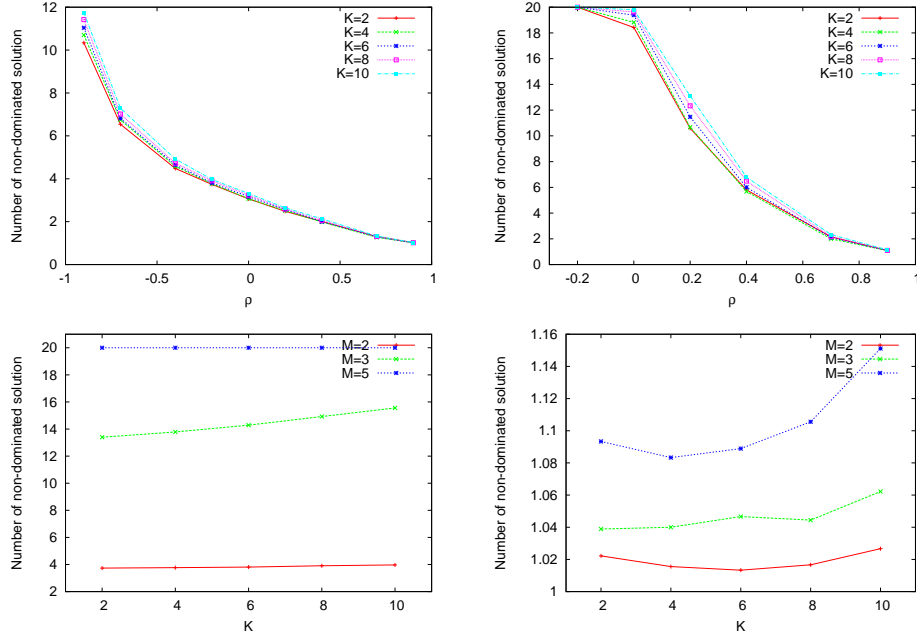 Number of non-dominated solution
12
10
8
6
4
2
0
-1
-0.5
0
0.5
1
ρ
K=2
K=4
K=6
K=8
K=10
Number of non-dominated solution
20
18
16
14
12
10
8
6
4
2
0
-0.2
0
0.2
0.4
0.6
0.8
1
ρ
K=2
K=4
K=6
K=8
K=10
Number of non-dominated solution
20
18
16
14
12
10
8
6
4
2
2
4
6
8
10
K
M=2
M=3
M=5
Number of non-dominated solution
1.16
1.14
1.12
1.1
1.08
1.06
1.04
1.02
1
2
4
6
8
10
K
M=2
M=3
M=5